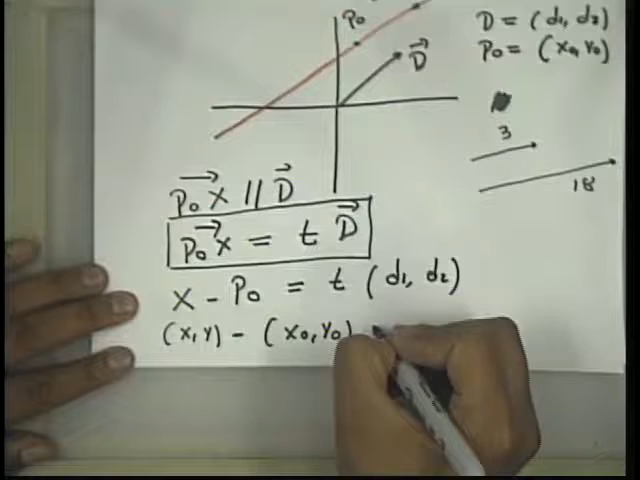 P₀
D⃗
D = (d₁, d₂)
P₀ = (x₀, y₀)
3
18
P₀X⃗ // D⃗
P₀X⃗ = t D⃗
X - P₀ = t (d₁, d₂)
(x, y) - (x₀, y₀)